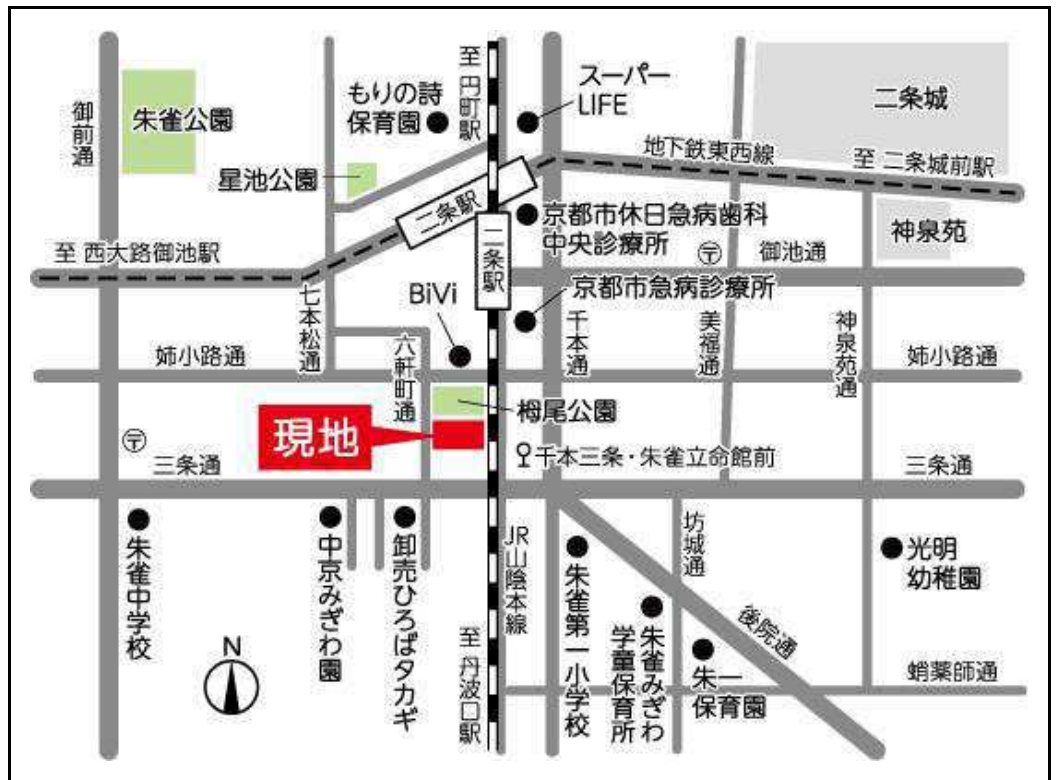 至 円町駅
スーパー
LIFE
もりの詩
保育園
二条城
御前通
朱雀公園
地下鉄東西線
至 二条城前駅
星池公園
二条駅
京都市休日急病歯科
中央診療所
神泉苑
至 西大路御池駅
二条駅
〒
御池通
BiVi
京都市急病診療所
七本松通
千本通
美福通
神泉苑通
姉小路通
六軒町通
姉小路通
栂尾公園
現地
〒
千本三条・朱雀立命館前
三条通
三条通
朱雀中学校
中京みぎわ園
卸売ひろばタカギ
JR山陰本線
朱雀第一小学校
坊城通
光明
幼稚園
朱雀みぎわ
学童保育所
後院通
N
至 丹波口駅
朱一
保育園
蛸薬師通